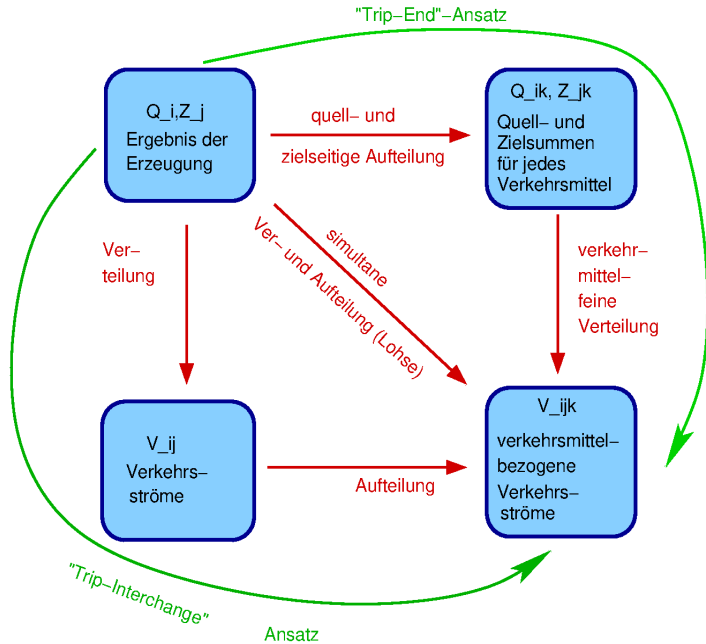 "Trip−End"−Ansatz
Q_i,Z_j
Ergebnis der
Erzeugung
quell− und
zielseitige Aufteilung
Q_ik, Z_jk
Quell− und
Zielsummen
für jedes
Verkehrsmittel
Ver−
teilung
simultane
Ver− und Aufteilung (Lohse)
verkehr−
mittel−
feine
Verteilung
V_ij
Verkehrs−
ströme
Aufteilung
V_ijk
verkehrsmittel−
bezogene
Verkehrs−
ströme
"Trip−Interchange"
Ansatz